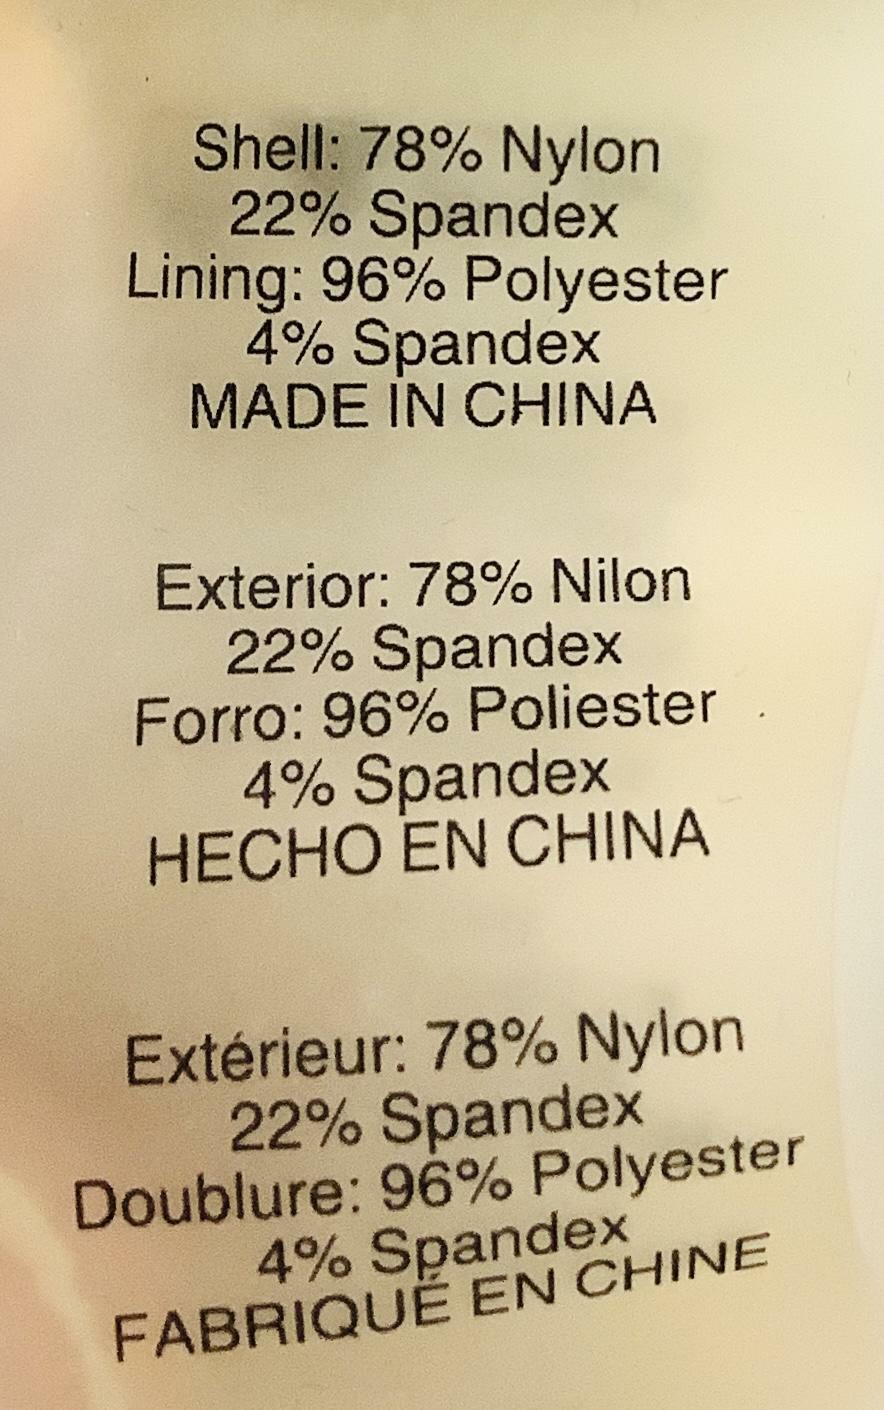 Shell: 78% Nylon
22% Spandex
Lining: 96% Polyester
4% Spandex
MADE IN CHINA
Exterior: 78% Nilon
22% Spandex
Forro: 96% Poliester
4% Spandex
HECHO EN CHINA
Extérieur: 78% Nylon
22% Spandex
Doublure: 96% Polyester
4% Spandex
FABRIQUÉ EN CHINE